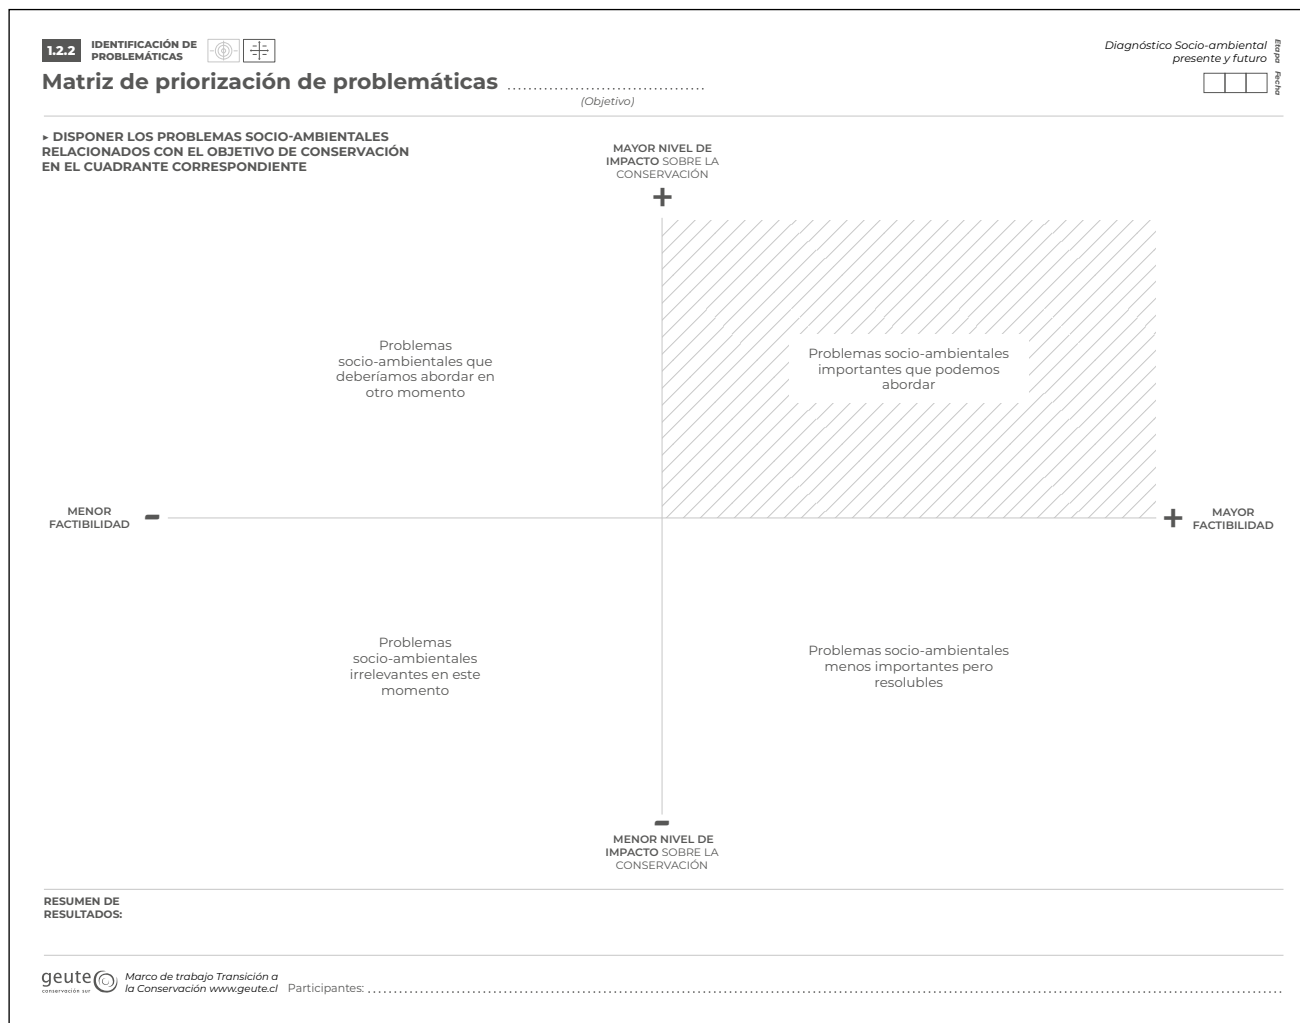 1.2.2
IDENTIFICACIÓN DE
PROBLEMÁTICAS
Matriz de priorización de problemáticas
(Objetivo)
Diagnóstico Socio-ambiental
presente y futuro
Etapa
Fecha
▸ DISPONER LOS PROBLEMAS SOCIO-AMBIENTALES
RELACIONADOS CON EL OBJETIVO DE CONSERVACIÓN
EN EL CUADRANTE CORRESPONDIENTE
MAYOR NIVEL DE
IMPACTO SOBRE LA
CONSERVACIÓN
+
Problemas
socio-ambientales que
deberíamos abordar en
otro momento
Problemas socio-ambientales
importantes que podemos
abordar
MENOR
FACTIBILIDAD
-
+
MAYOR
FACTIBILIDAD
Problemas
socio-ambientales
irrelevantes en este
momento
Problemas socio-ambientales
menos importantes pero
resolubles
-
MENOR NIVEL DE
IMPACTO SOBRE LA
CONSERVACIÓN
RESUMEN DE
RESULTADOS:
geute
conservación sur
Marco de trabajo Transición a
la Conservación www.geute.cl
Participantes: